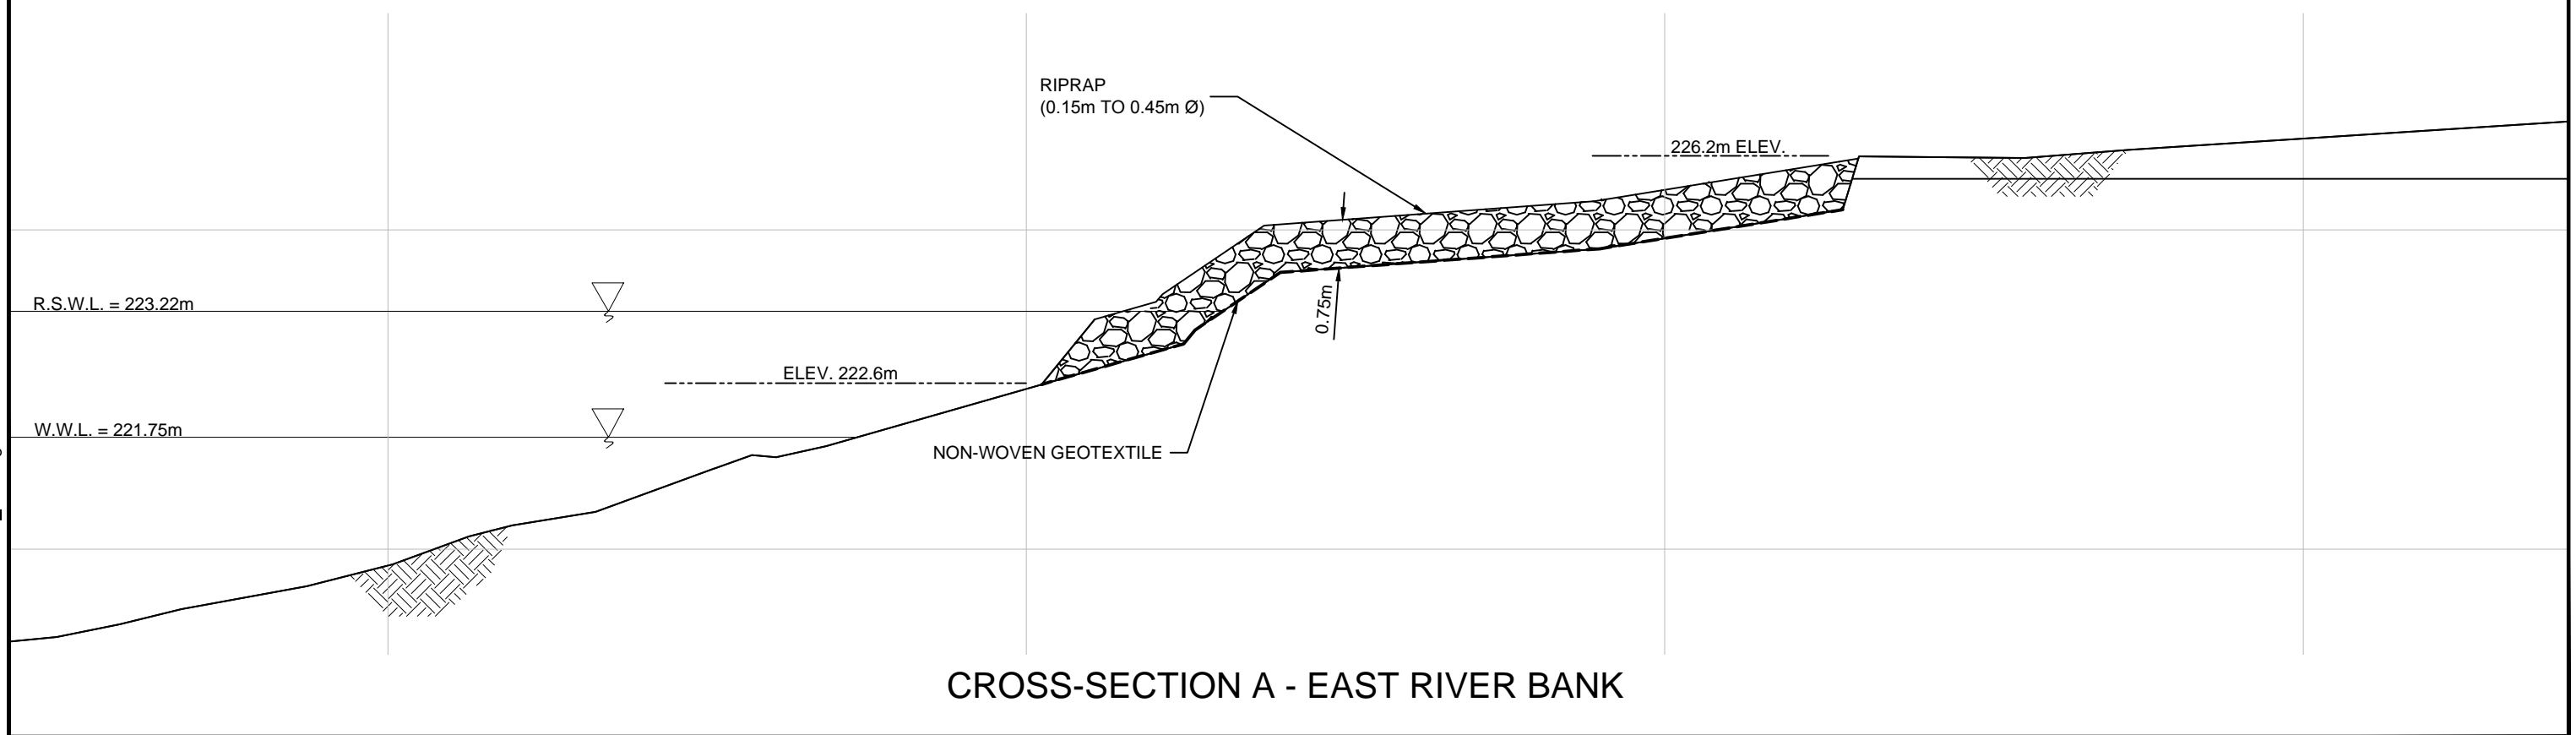 RIPRAP
(0.15m TO 0.45m Ø)
226.2m ELEV.
R.S.W.L. = 223.22m
0.75m
ELEV. 222.6m
W.W.L. = 221.75m
NON-WOVEN GEOTEXTILE
CROSS-SECTION A - EAST RIVER BANK